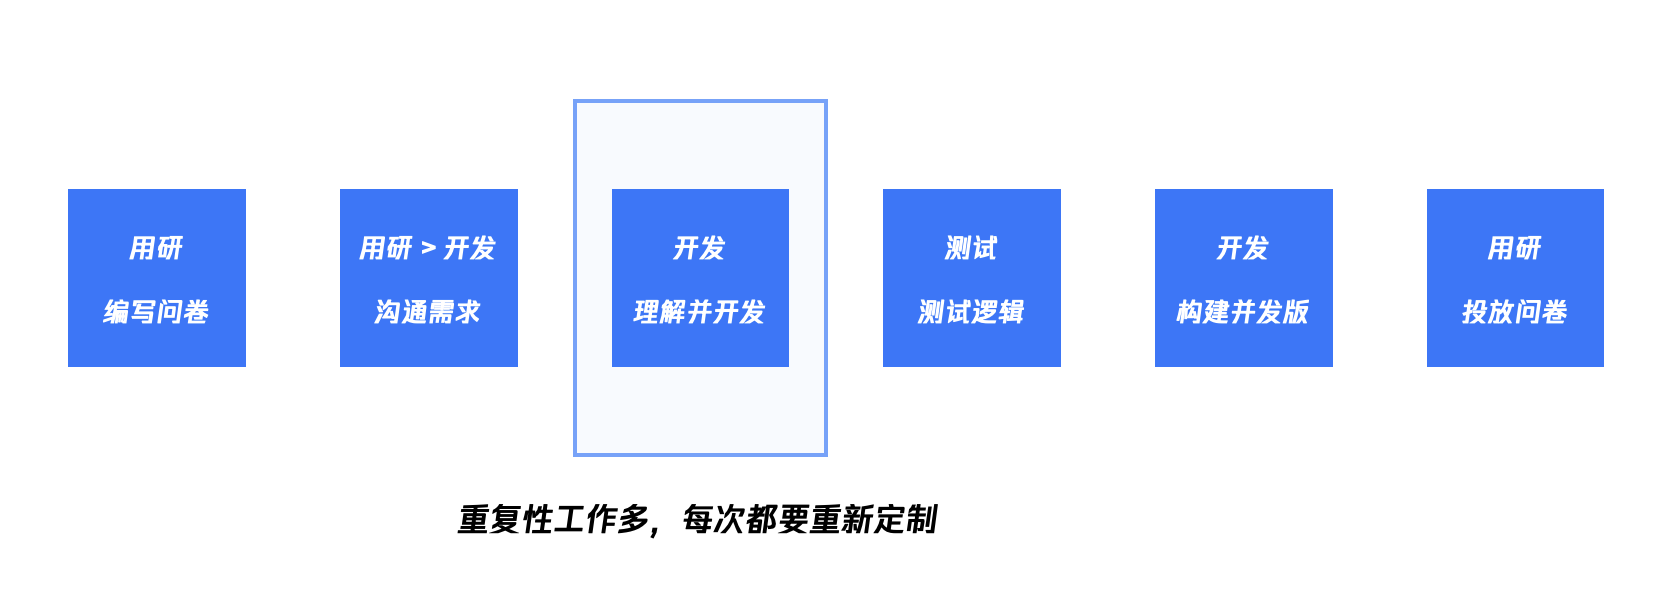 用研
编写问卷
用研 > 开发
沟通需求
开发
理解并开发
测试
测试逻辑
开发
构建并发版
用研
投放问卷
重复性工作多，每次都要重新定制